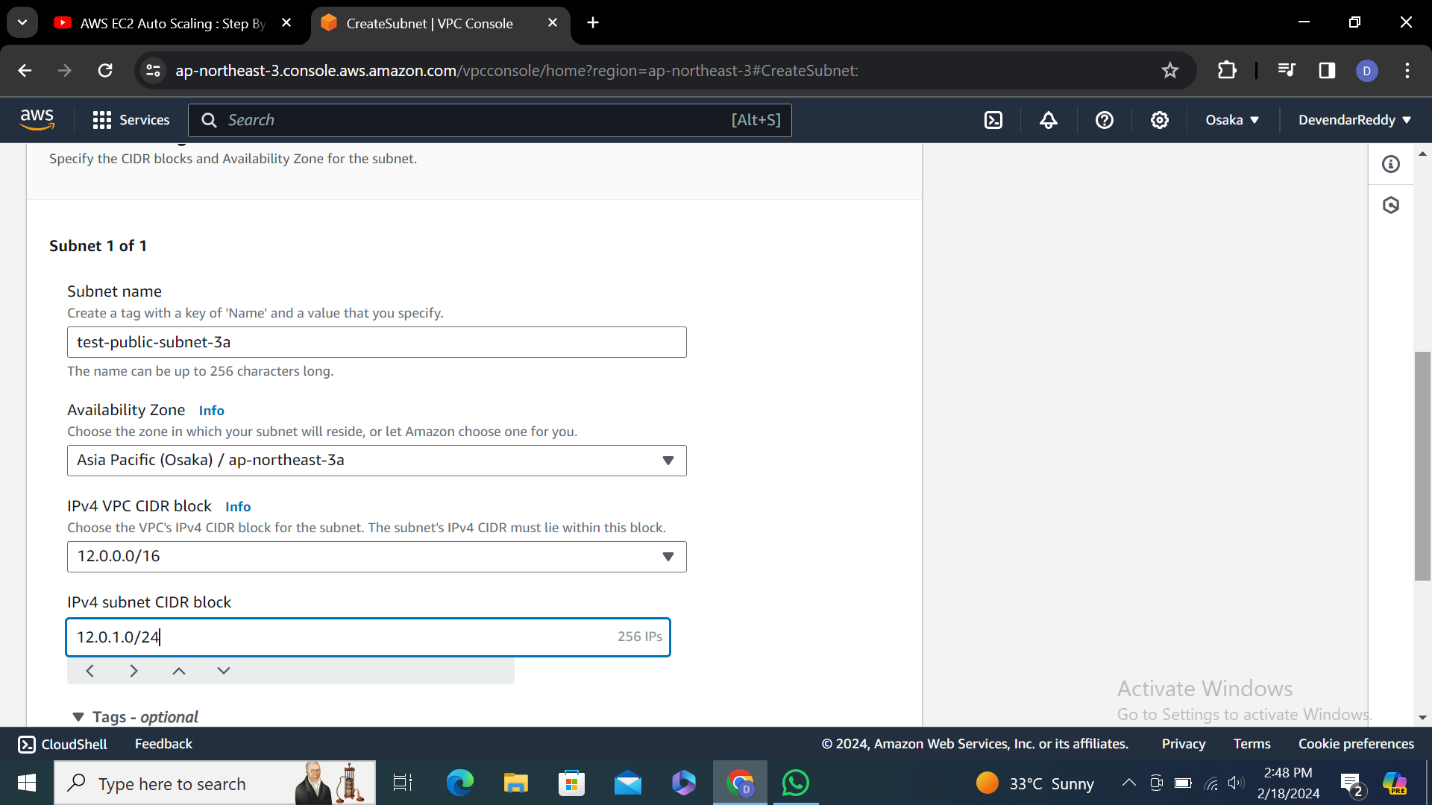 AWS EC2 Auto Scaling : Step By
CreateSubnet | VPC Console
ap-northeast-3.console.aws.amazon.com/vpcconsole/home?region=ap-northeast-3#CreateSubnet:
D
aws
Services
Search
[Alt+S]
Osaka
DevendarReddy
Specify the CIDR blocks and Availability Zone for the subnet.
Subnet 1 of 1
Subnet name
Create a tag with a key of 'Name' and a value that you specify.
test-public-subnet-3a
The name can be up to 256 characters long.
Availability Zone Info
Choose the zone in which your subnet will reside, or let Amazon choose one for you.
Asia Pacific (Osaka) / ap-northeast-3a
IPv4 VPC CIDR block Info
Choose the VPC's IPv4 CIDR block for the subnet. The subnet's IPv4 CIDR must lie within this block.
12.0.0.0/16
IPv4 subnet CIDR block
12.0.1.0/24
256 IPs
Tags - optional
Activate Windows
Go to Settings to activate Windows.
CloudShell
Feedback
© 2024, Amazon Web Services, Inc. or its affiliates.
Privacy
Terms
Cookie preferences
Type here to search
D
33°C Sunny
2:48 PM
2/18/2024
2
PRE